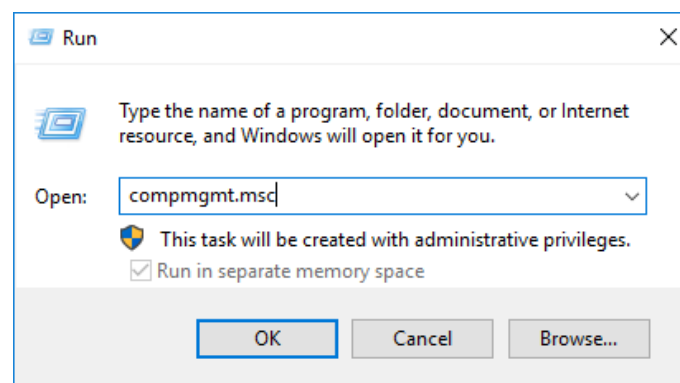 Run
Type the name of a program, folder, document, or Internet
resource, and Windows will open it for you.
Open:
compmgmt.msc
This task will be created with administrative privileges.
Run in separate memory space
OK
Cancel
Browse...